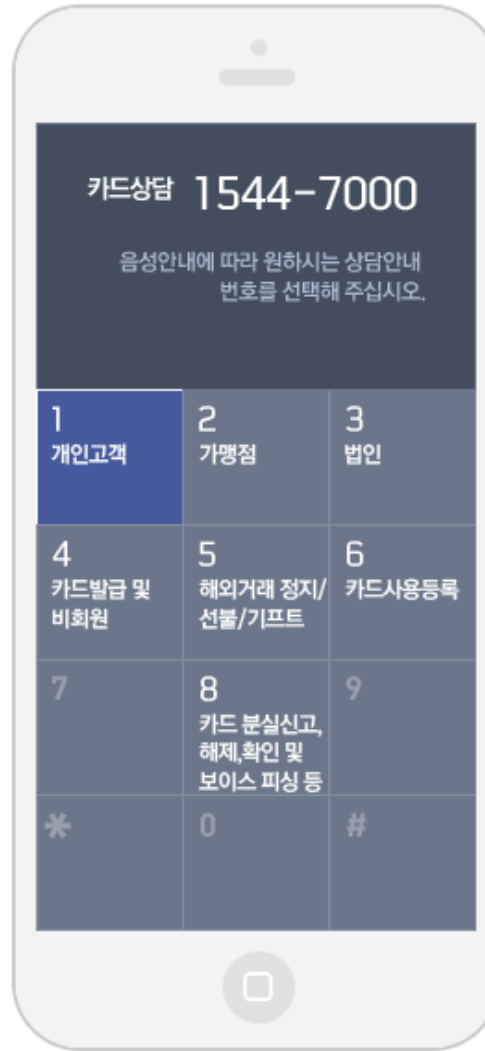 카드상담 1544-7000
음성안내에 따라 원하시는 상담안내
번호를 선택해 주십시오.
1
개인고객
2
가맹점
3
법인
4
카드발급 및
비회원
5
해외거래 정지/
선불/기프트
6
카드사용등록
7
8
카드 분실신고,
해제,확인 및
보이스 피싱 등
9
*
0
#